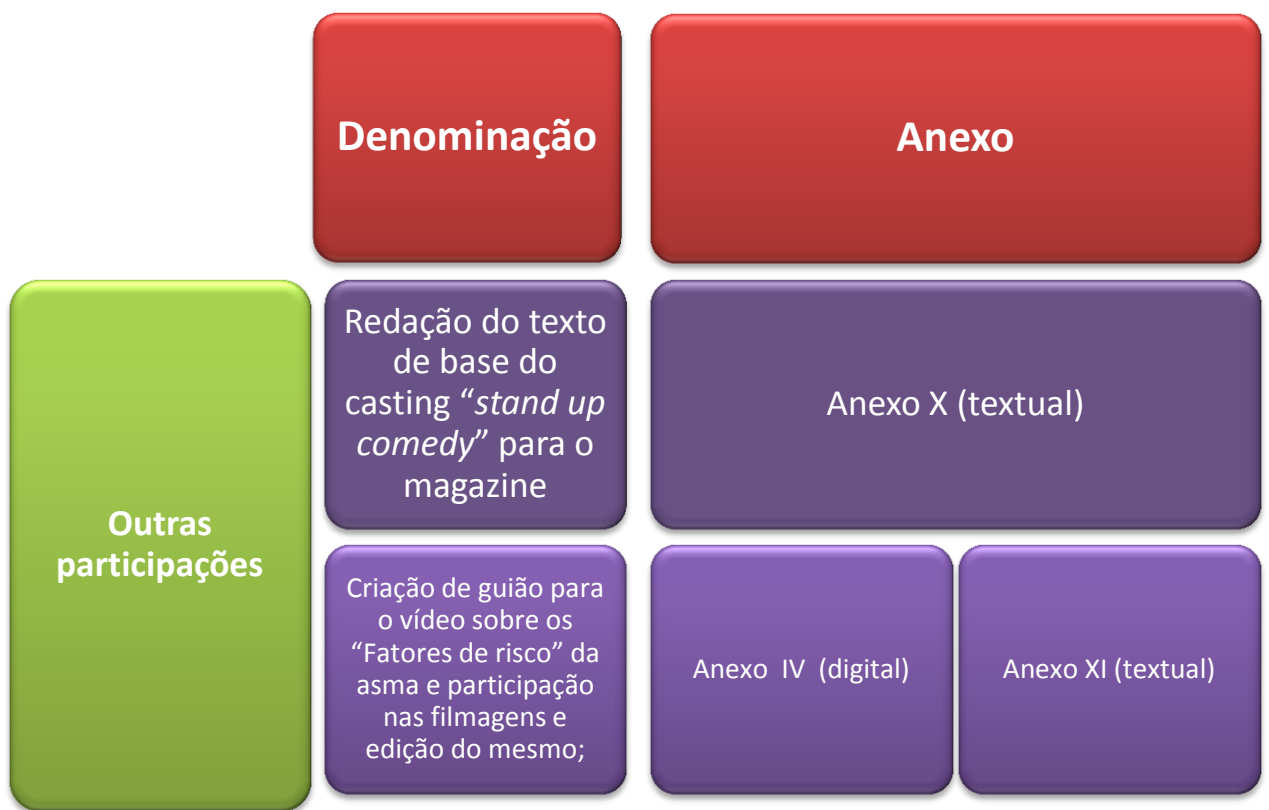 Denominação
Anexo
Outras
participações
Redação do texto
de base do
casting “stand up
comedy” para o
magazine
Anexo X (textual)
Criação de guião para
o vídeo sobre os
“Fatores de risco” da
asma e participação
nas filmagens e
edição do mesmo;
Anexo  IV  (digital)
Anexo XI (textual)